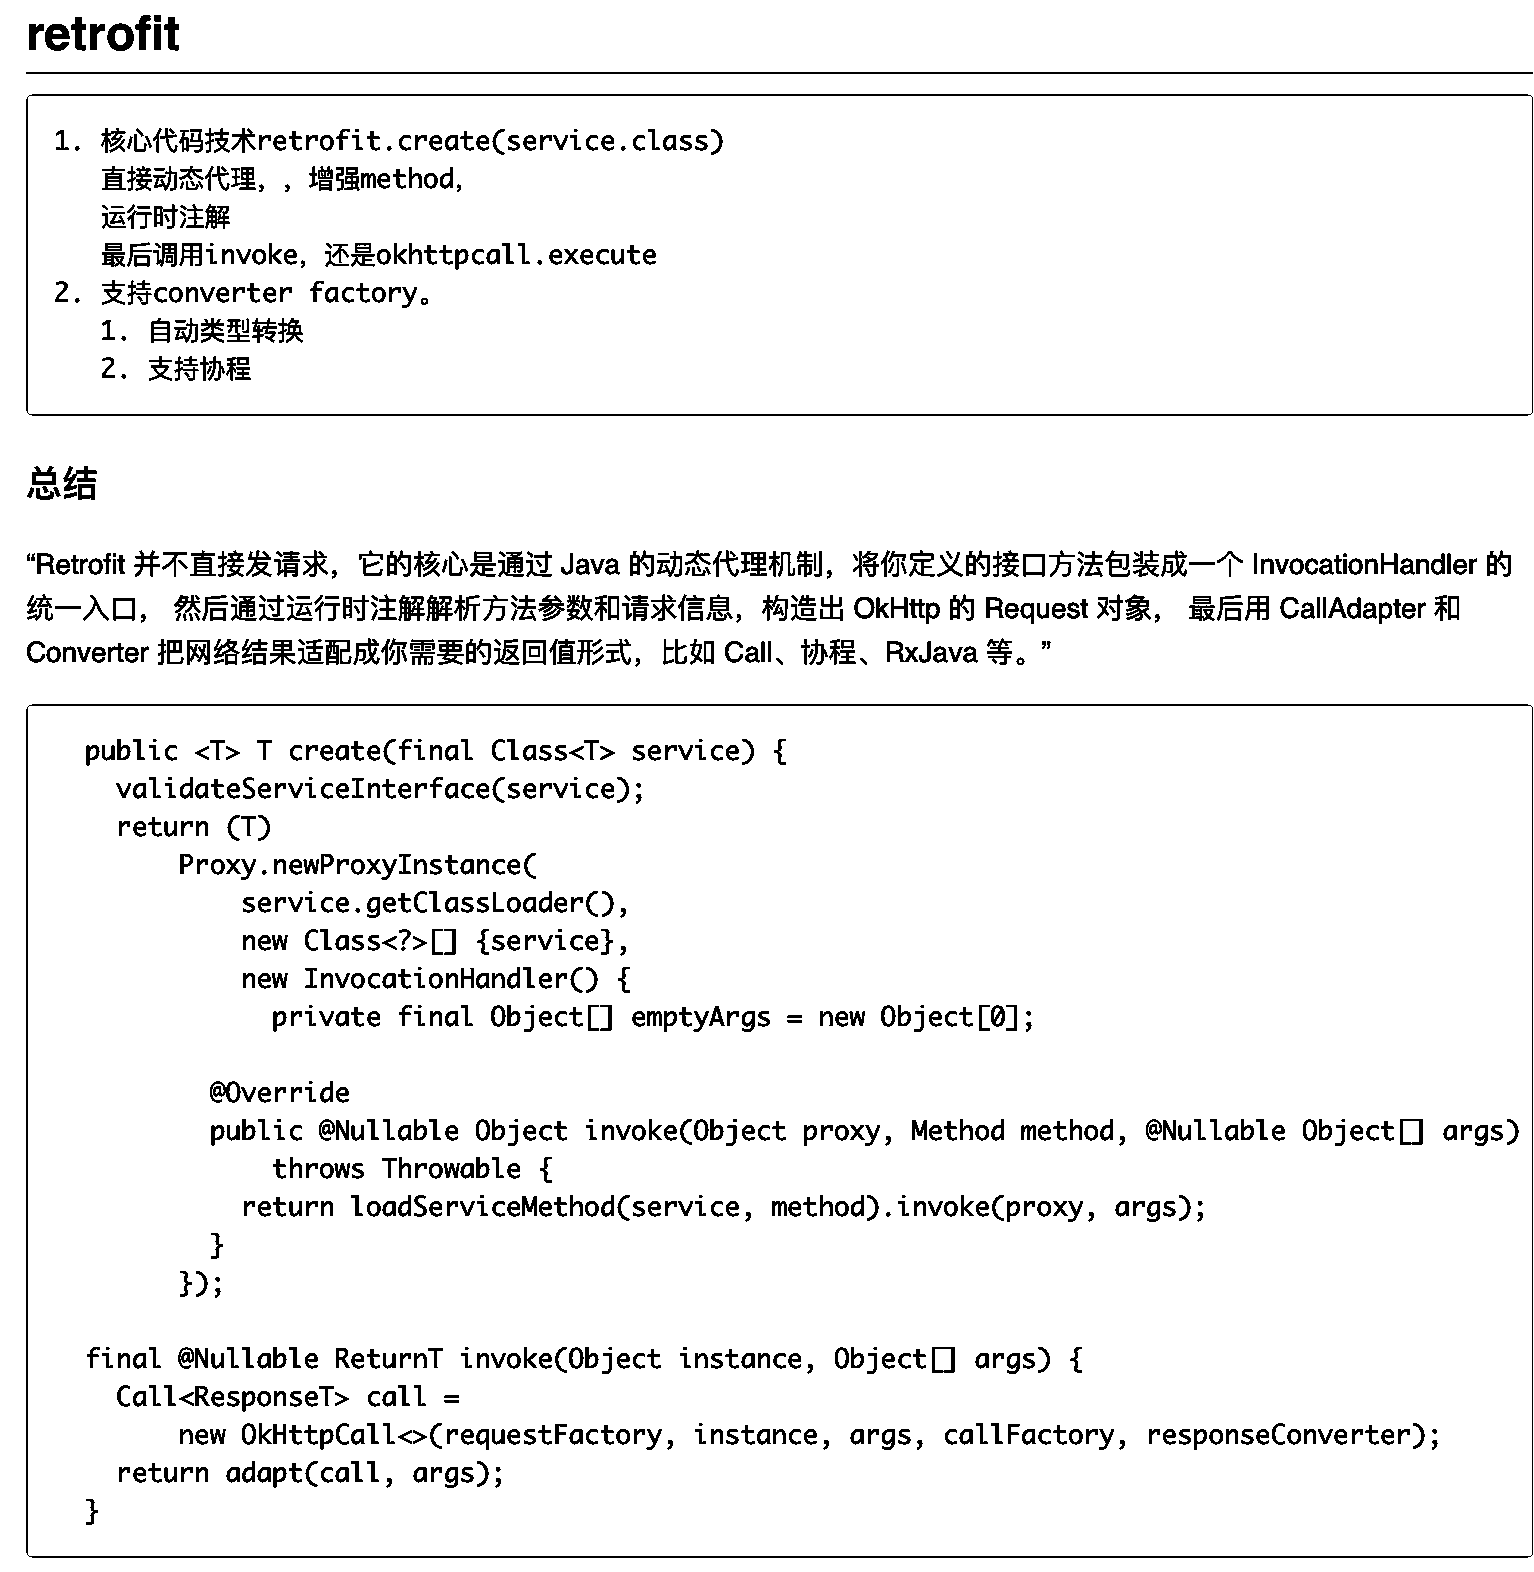 retrofit
1. 核心代码技术retrofit.create(service.class)
   直接动态代理，，增强method，
   运行时注解
   最后调用invoke，还是okhttpcall.execute
2. 支持converter factory。
   1. 自动类型转换
   2. 支持协程
总结
“Retrofit 并不直接发请求，它的核心是通过 Java 的动态代理机制，将你定义的接口方法包装成一个 InvocationHandler 的
统一入口， 然后通过运行时注解解析方法参数和请求信息，构造出 OkHttp 的 Request 对象， 最后用 CallAdapter 和
Converter 把网络结果适配成你需要的返回值形式，比如 Call、协程、RxJava 等。”
  public <T> T create(final Class<T> service) {
    validateServiceInterface(service);
    return (T)
        Proxy.newProxyInstance(
            service.getClassLoader(),
            new Class<?>[] {service},
            new InvocationHandler() {
              private final Object[] emptyArgs = new Object[0];

          @Override
          public @Nullable Object invoke(Object proxy, Method method, @Nullable Object[] args)
              throws Throwable {
            return loadServiceMethod(service, method).invoke(proxy, args);
          }
        });

  final @Nullable ReturnT invoke(Object instance, Object[] args) {
    Call<ResponseT> call =
        new OkHttpCall<>(requestFactory, instance, args, callFactory, responseConverter);
    return adapt(call, args);
  }